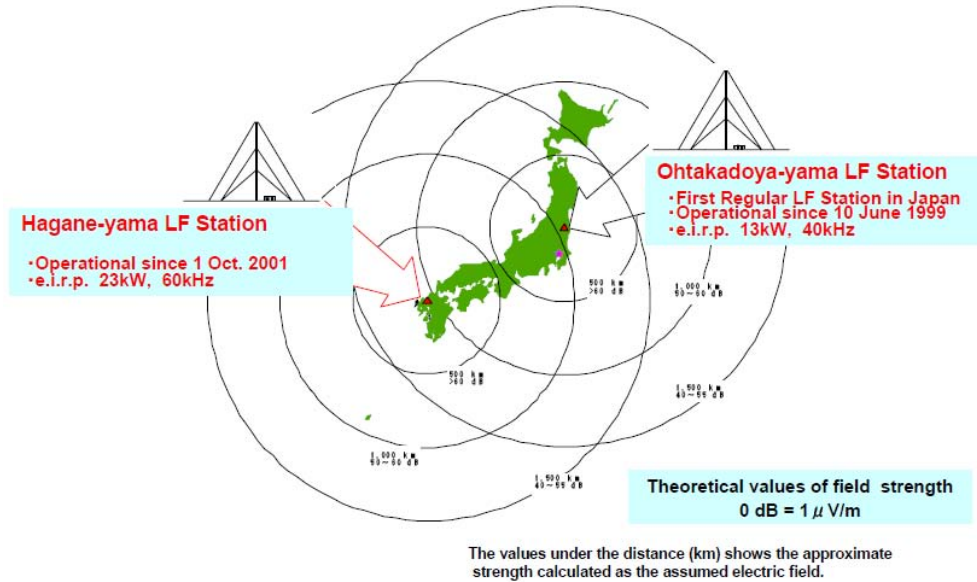 Ohtakadoya-yama LF Station
・First Regular LF Station in Japan
・Operational since 10 June 1999
・e.i.r.p. 13kW, 40kHz
Hagane-yama LF Station
・Operational since 1 Oct. 2001
・e.i.r.p. 23kW, 60kHz
500 km
>60 dB
1,000 km
50~60 dB
1,500 km
40~55 dB
500 km
>60 dB
1,000 km
50~60 dB
1,500 km
40~55 dB
Theoretical values of field strength
0 dB = 1 μ V/m
The values under the distance (km) shows the approximate
strength calculated as the assumed electric field.